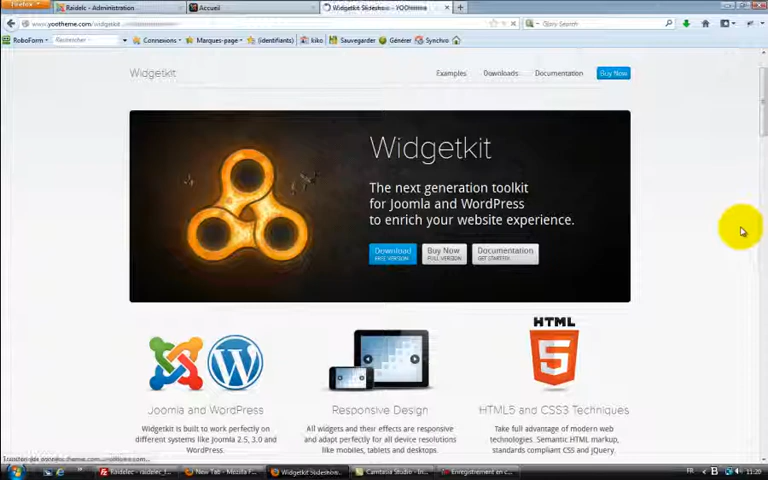 Raidelec - Administration
Accueil
Widgetkit Slideshow - YOOtheme
www.yootheme.com/widgetkit
Search
RoboForm
Rechercher
Connexions
Marques-page
(identifiants)
kiko
Sauvegarder
Générer
Synchro
Widgetkit
Examples
Downloads
Documentation
Buy Now
Widgetkit
The next generation toolkit
for Joomla and WordPress
to enrich your website experience.
Download
FREE VERSION
Buy Now
FULL VERSION
Documentation
GET STARTED
HTML
5
Joomla and WordPress
Widgetkit is built to work perfectly on
different systems like Joomla 2.5, 3.0 and
WordPress.
Responsive Design
All widgets and their effects are responsive
and adapt perfectly for all device resolutions
like mobiles, tablets and desktops.
HTML5 and CSS3 Techniques
Take full advantage of modern web
technologies. Semantic HTML markup,
standards compliant CSS and jQuery.
Raidelec - raidelec_t...
New Tab - Mozilla F...
Widgetkit Slideshow...
Camtasia Studio - ...
Enregistrement en c...
FR
11:20